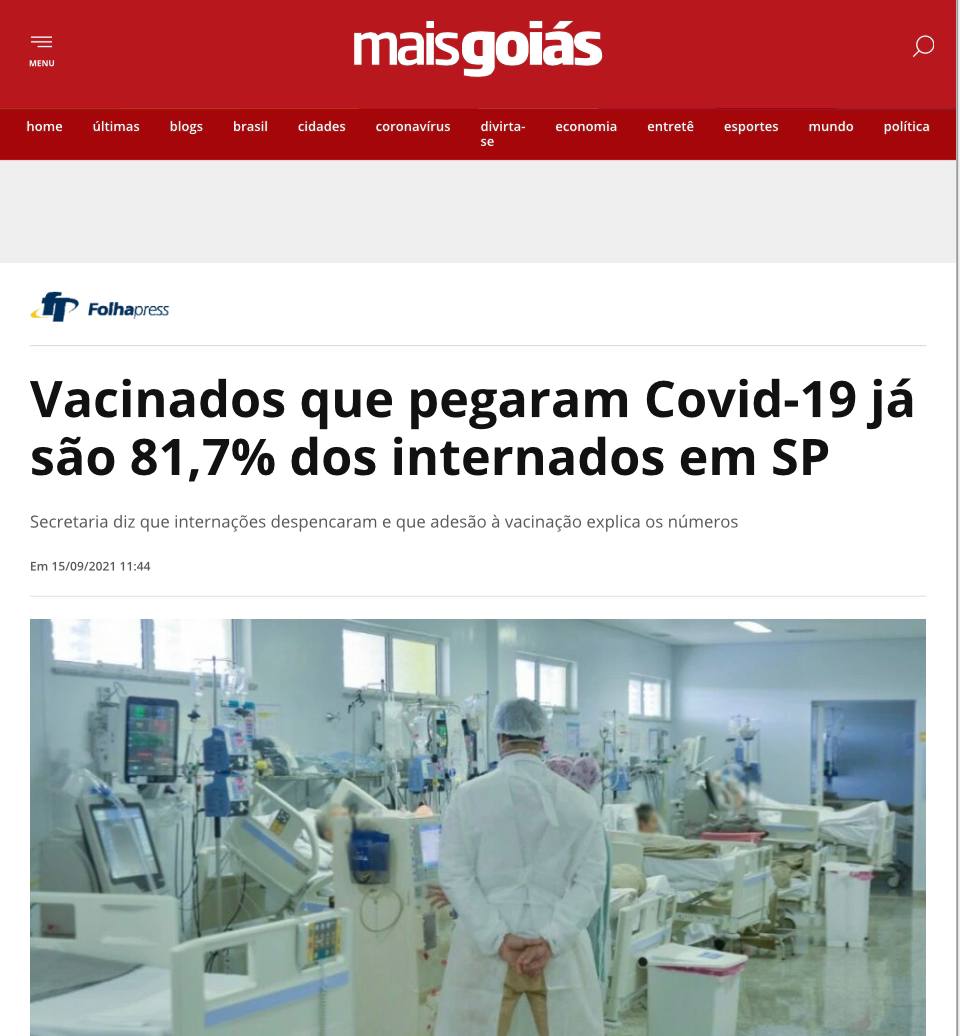 MENU
maisgoiás
home últimas blogs brasil cidades coronavírus divirta-se economia entretê esportes mundo política
Folhapress
Vacinados que pegaram Covid-19 já
são 81,7% dos internados em SP
Secretaria diz que internações despencaram e que adesão à vacinação explica os números
Em 15/09/2021 11:44